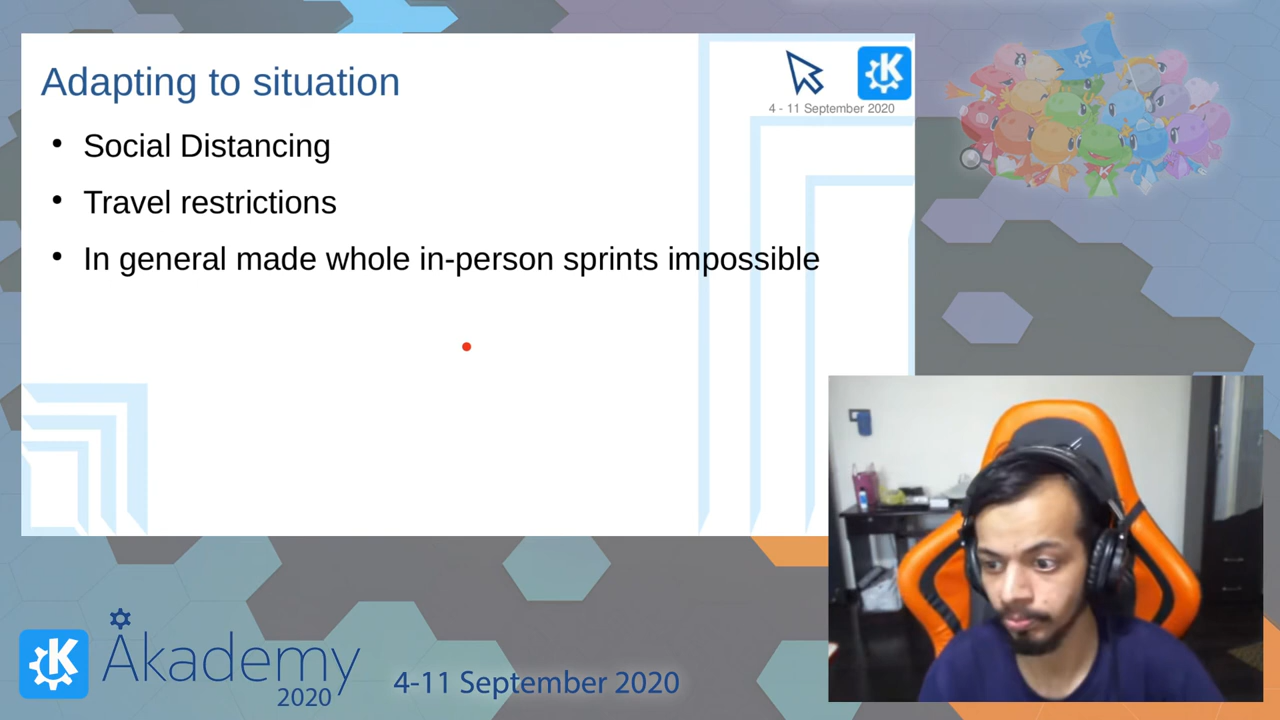 Adapting to situation
4 - 11 September 2020
• Social Distancing
• Travel restrictions
• In general made whole in-person sprints impossible
Akademy
2020
4-11 September 2020